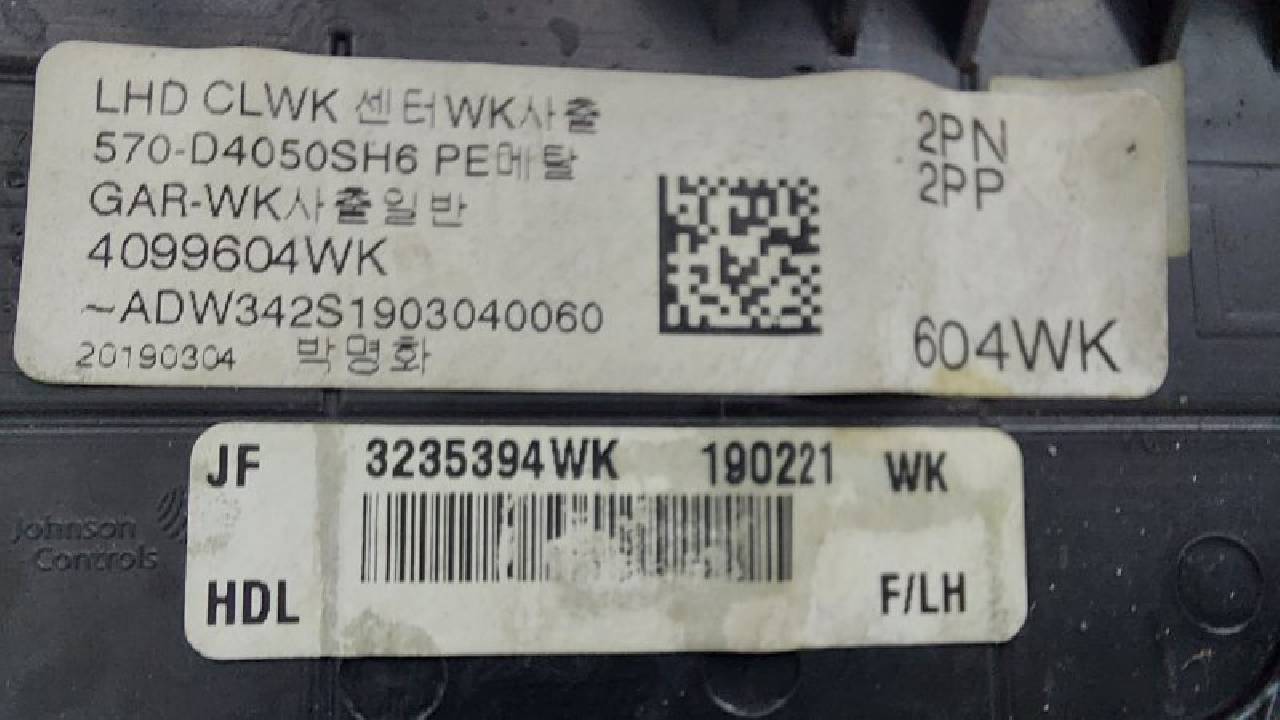 LHD CLWK 센터WK사출
570-D4050SH6 PE메탈
GAR-WK사출일반
4099604WK
~ADW342S1903040060
20190304 박명화
2PN
2PP
604WK
JF 3235394WK 190221 WK
HDL F/LH
Johnson
Controls